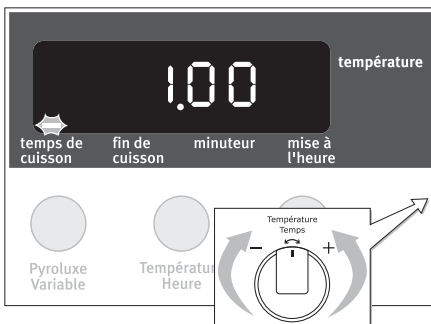 1.00
température
temps de
cuisson
fin de
cuisson
minuteur
mise à
l'heure
Température
Temps
− +
Pyroluxe
Variable
Températur
Heure